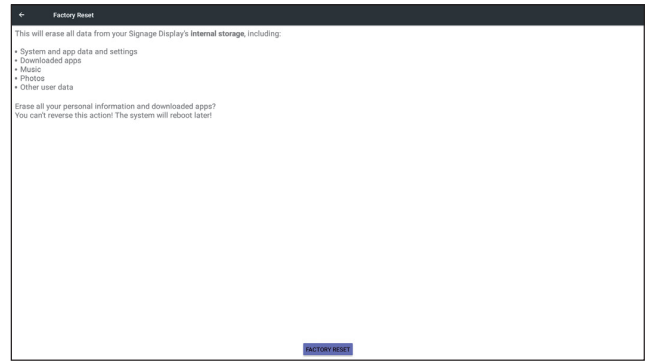 Factory Reset
This will erase all data from your Signage Display's internal storage, including:
• System and app data and settings
• Downloaded apps
• Music
• Photos
• Other user data
Erase all your personal information and downloaded apps?
You can't reverse this action! The system will reboot later!
FACTORY RESET